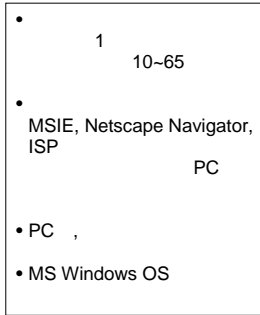 •
1
10~65
•
MSIE, Netscape Navigator,
ISP
PC
• PC ,
• MS Windows OS